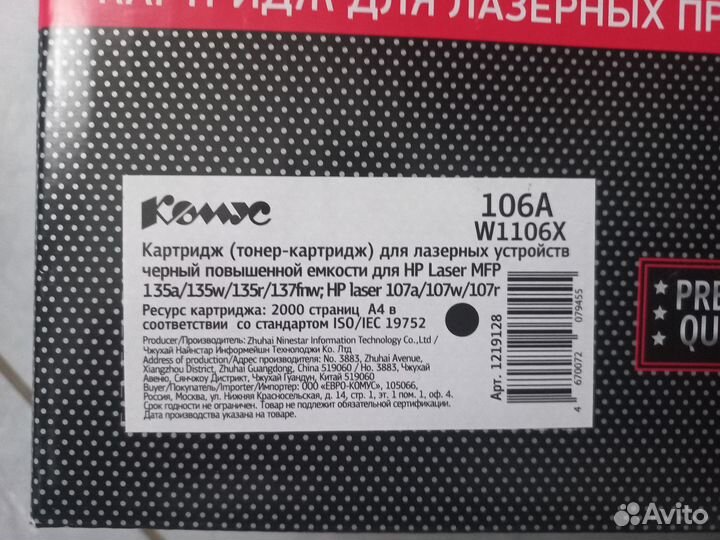 КАРТРИДЖ ДЛЯ ЛАЗЕРНЫХ ПР
Комус
106A
W1106X
Картридж (тонер-картридж) для лазерных устройств
черный повышенной емкости для HP Laser MFP
135a/135w/135r/137fnw; HP laser 107a/107w/107r
Ресурс картриджа: 2000 страниц A4 в
соответствии со стандартом ISO/IEC 19752
Producer/Производитель: Zhuhai Ninestar Information Technology Co.,Ltd /
Чжухай Найнстар Информейшн Технолоджи Ко. Лтд
Address of production/Адрес производителя: No. 3883, Zhuhai Avenue,
Xiangzhou District, Zhuhai Guangdong, China 519060 / Но. 3883, Чжухай
Авеню, Сянчжоу Дистрикт, Чжухай Гуандун, Китай 519060
Buyer/Покупатель/Importer/Импортер: ООО «ЕВРО-КОМУС», 105066,
Россия, Москва, ул. Нижняя Красносельская, д. 14, стр. 1, эт. 1 пом. 1, оф. 4.
Срок годности не ограничен. Товар не подлежит обязательной сертификации.
Дата производства указана на товаре.
Арт. 1219128
4 670072 079455
PRE
QU
Avito